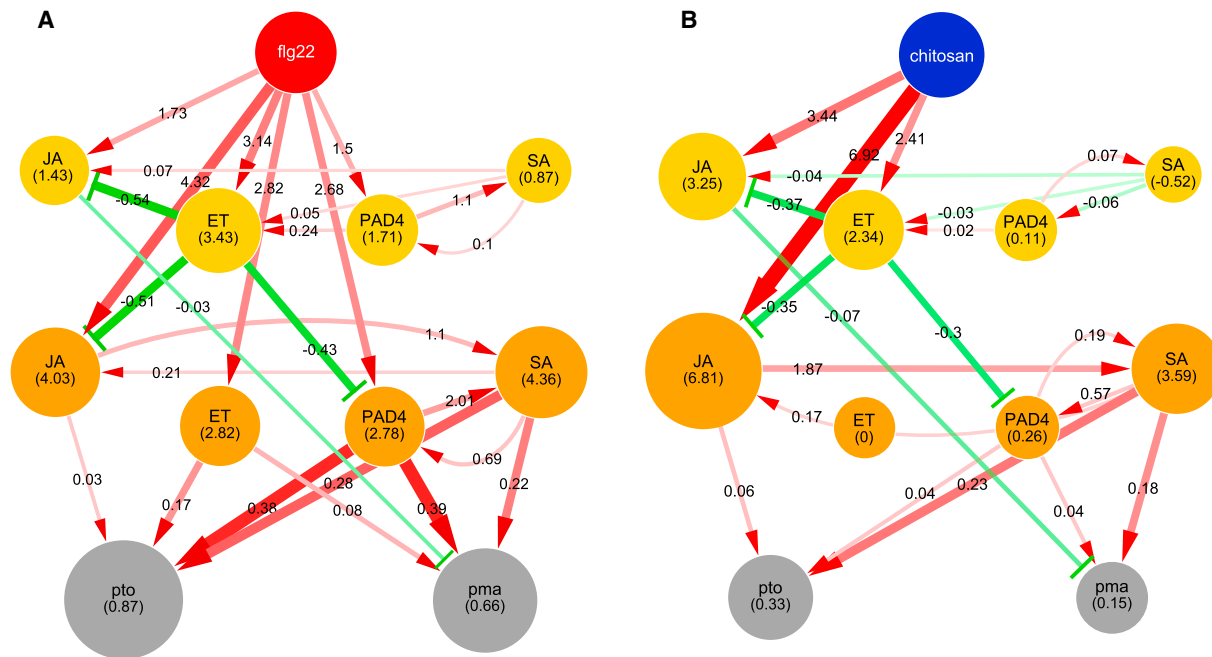 A
flg22
1.73
3.14
1.5
JA
(1.43)
0.07
SA
(0.87)
4.32
2.82
2.68
1.1
-0.54
ET
(3.43)
0.05
0.24
PAD4
(1.71)
0.1
-0.51
-0.03
1.1
-0.43
JA
(4.03)
0.21
SA
(4.36)
ET
(2.82)
PAD4
(2.78)
2.01
0.69
0.03
0.17
0.38
0.28
0.08
0.39
0.22
pto
(0.87)
pma
(0.66)
B
chitosan
3.44
2.41
6.92
0.07
JA
(3.25)
-0.04
SA
(-0.52)
-0.37
ET
(2.34)
-0.03
0.02
PAD4
(0.11)
-0.06
-0.35
-0.07
-0.3
0.19
JA
(6.81)
1.87
SA
(3.59)
0.17
ET
(0)
PAD4
(0.26)
0.57
0.06
0.04
0.23
0.04
0.18
pto
(0.33)
pma
(0.15)